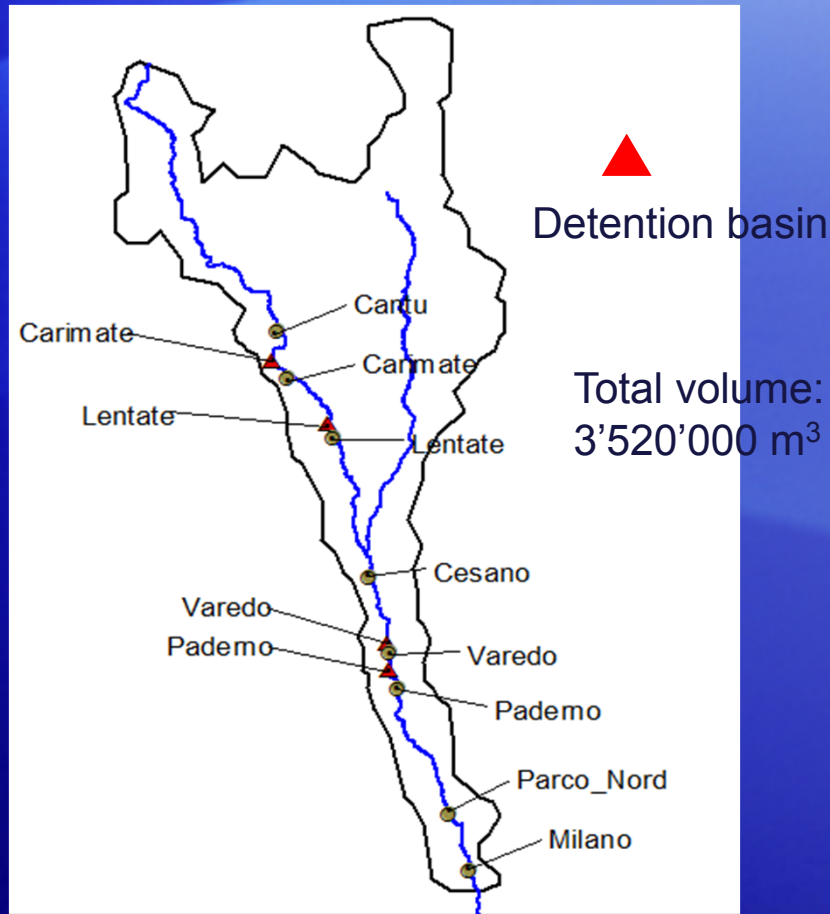 Detention basin
Cantu
Carimate
Carimate
Total volume:
3'520'000 m³
Lentate
Lentate
Cesano
Varedo
Varedo
Paderno
Paderno
Parco_Nord
Milano